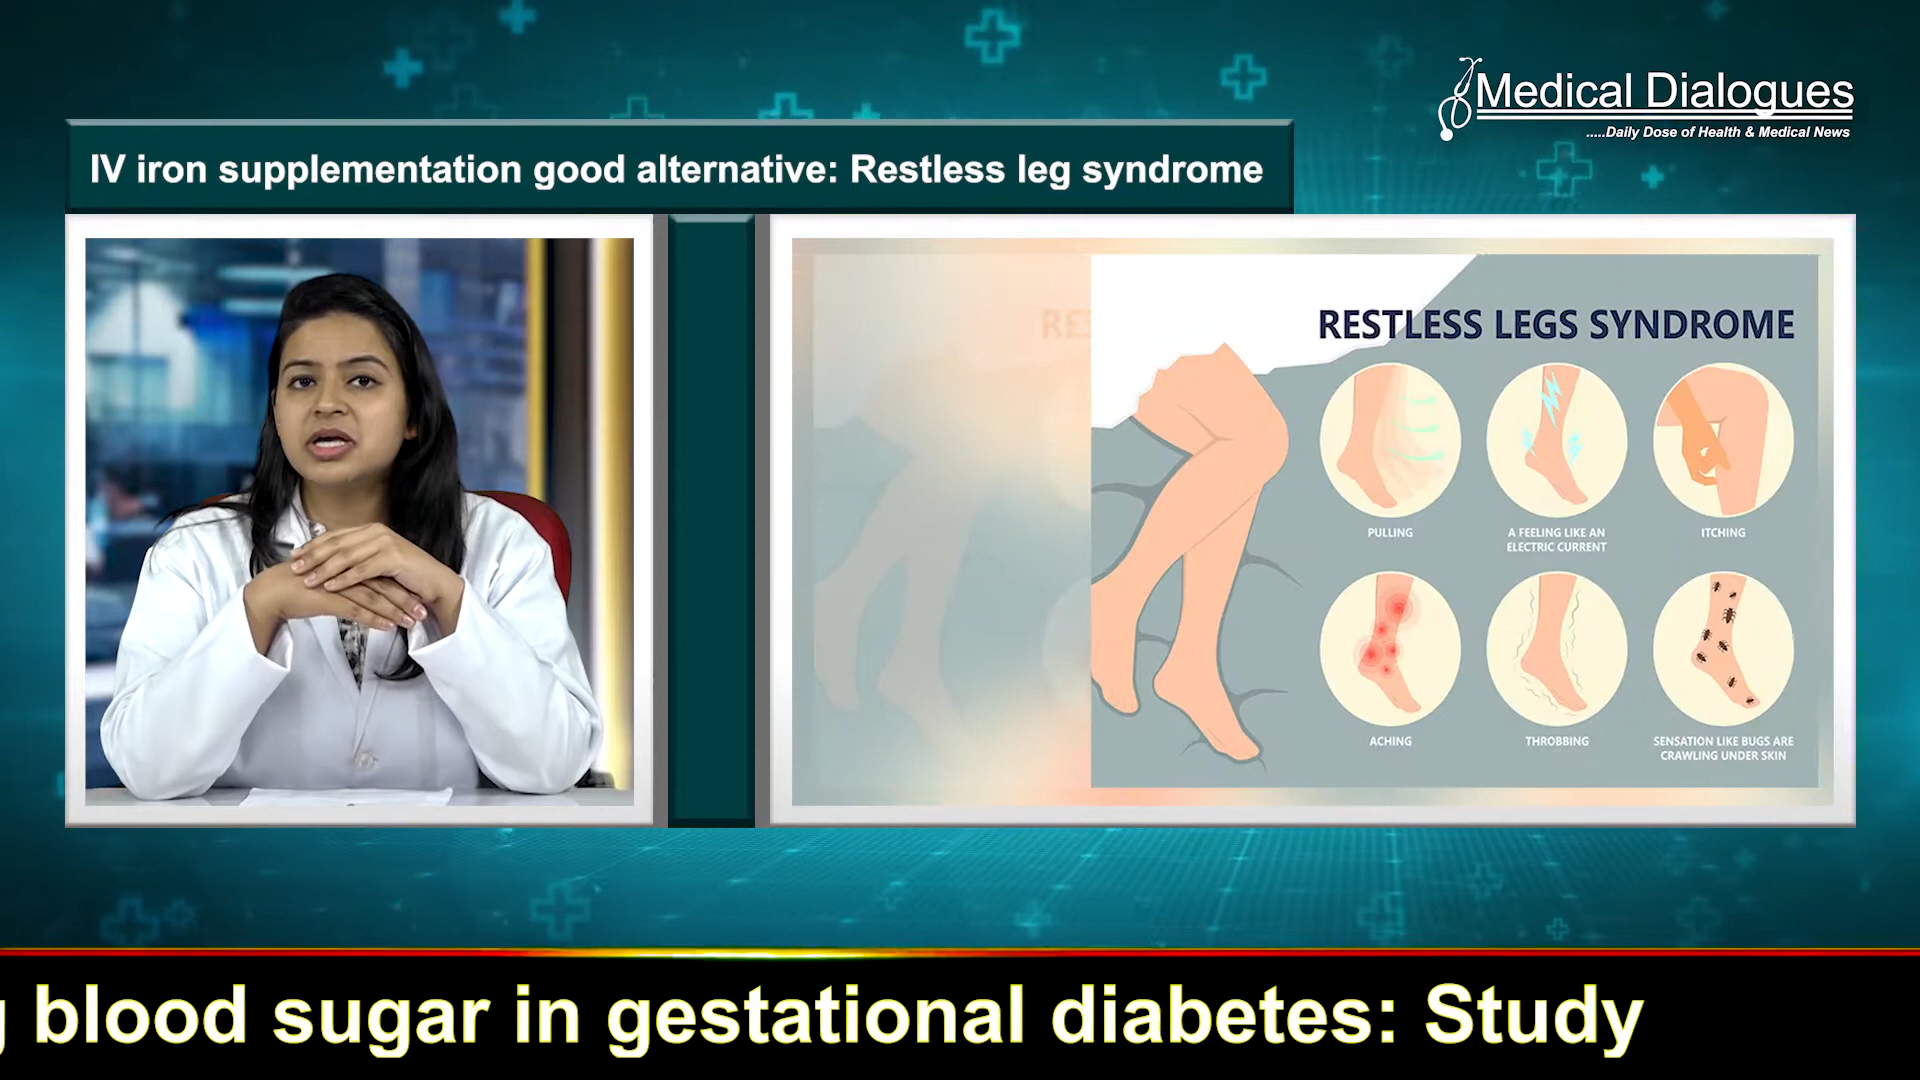 Medical Dialogues
.....Daily Dose of Health & Medical News
IV iron supplementation good alternative: Restless leg syndrome
RESTLESS LEGS SYNDROME
PULLING
A FEELING LIKE AN
ELECTRIC CURRENT
ITCHING
ACHING
THROBBING
SENSATION LIKE BUGS ARE
CRAWLING UNDER SKIN
blood sugar in gestational diabetes: Study